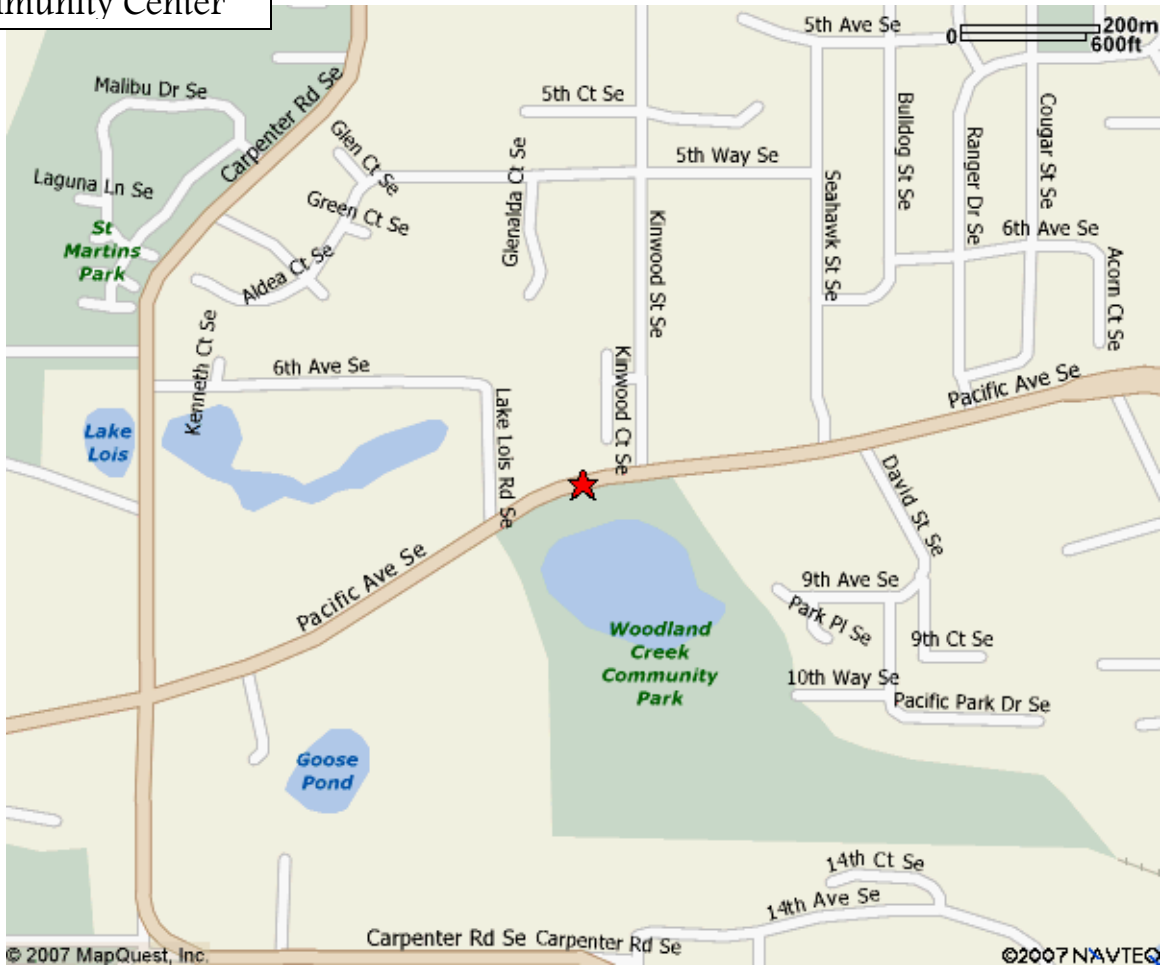 munity Center
5th Ave Se
0
200m
600ft
Malibu Dr Se
Carpenter Rd Se
5th Ct Se
Bulldog St Se
Cougar St Se
Glen Ct Se
Ranger Dr Se
5th Way Se
Laguna Ln Se
Green Ct Se
Seahawk St Se
Kinwood St Se
St
Martins
Park
6th Ave Se
Aldea Ct Se
Acorn Ct Se
Kenneth Ct Se
6th Ave Se
Kinwood Ct Se
Pacific Ave Se
Lake
Lois
Lake Lois Rd Se
David St Se
Pacific Ave Se
9th Ave Se
Park Pl Se
Woodland
Creek
Community
Park
9th Ct Se
10th Way Se
Pacific Park Dr Se
Goose
Pond
14th Ct Se
14th Ave Se
Carpenter Rd Se
Carpenter Rd Se
© 2007 MapQuest, Inc.
©2007 NAVTEQ